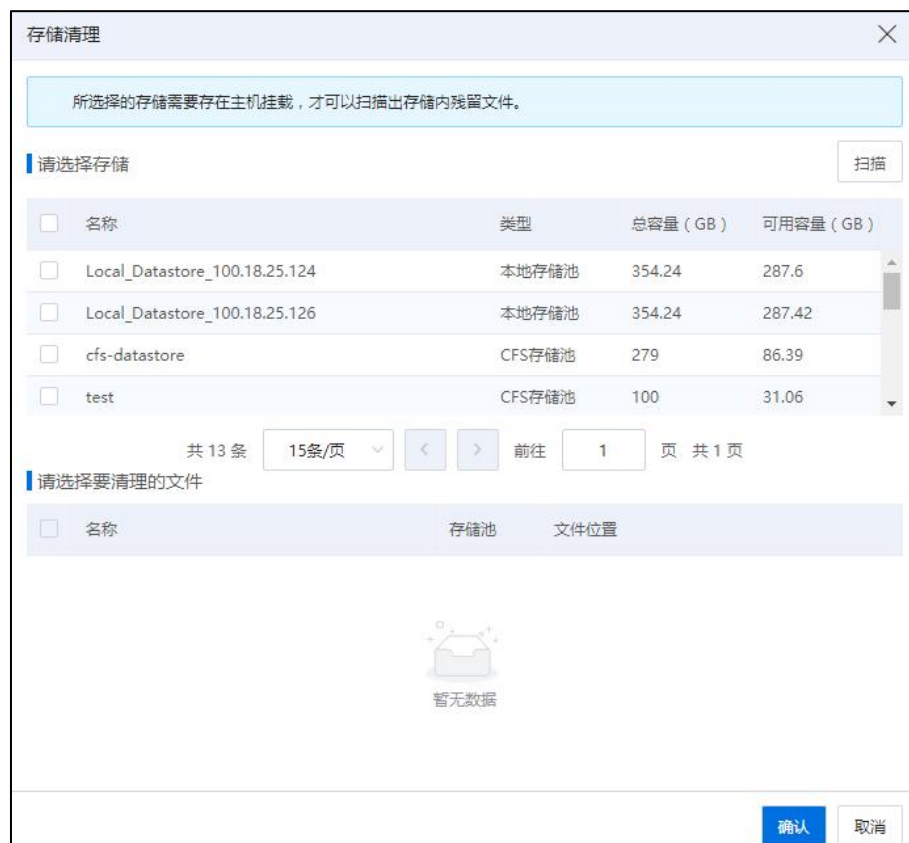 存储清理
所选择的存储需要存在主机挂载，才可以扫描出存储内残留文件。
请选择存储 扫描
名称 类型 总容量（GB） 可用容量（GB）
Local_Datastore_100.18.25.124 本地存储池 354.24 287.6
Local_Datastore_100.18.25.126 本地存储池 354.24 287.42
cfs-datastore CFS存储池 279 86.39
test CFS存储池 100 31.06
共 13 条 15条/页 < > 前往 1 页 共 1 页
请选择要清理的文件
名称 存储池 文件位置
暂无数据
确认 取消